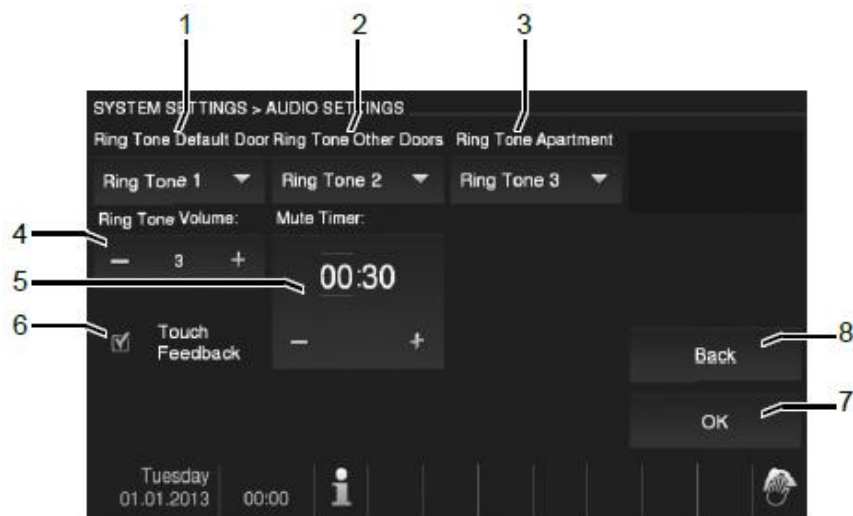 1 2 3
SYSTEM SETTINGS > AUDIO SETTINGS
Ring Tone Default Door Ring Tone Other Doors Ring Tone Apartment
Ring Tone 1 Ring Tone 2 Ring Tone 3
Ring Tone Volume: Mute Timer:
4
− 3 +
5
00:30
6
Touch
Feedback
− +
8
Back
7
OK
Tuesday
01.01.2013 00:00 i